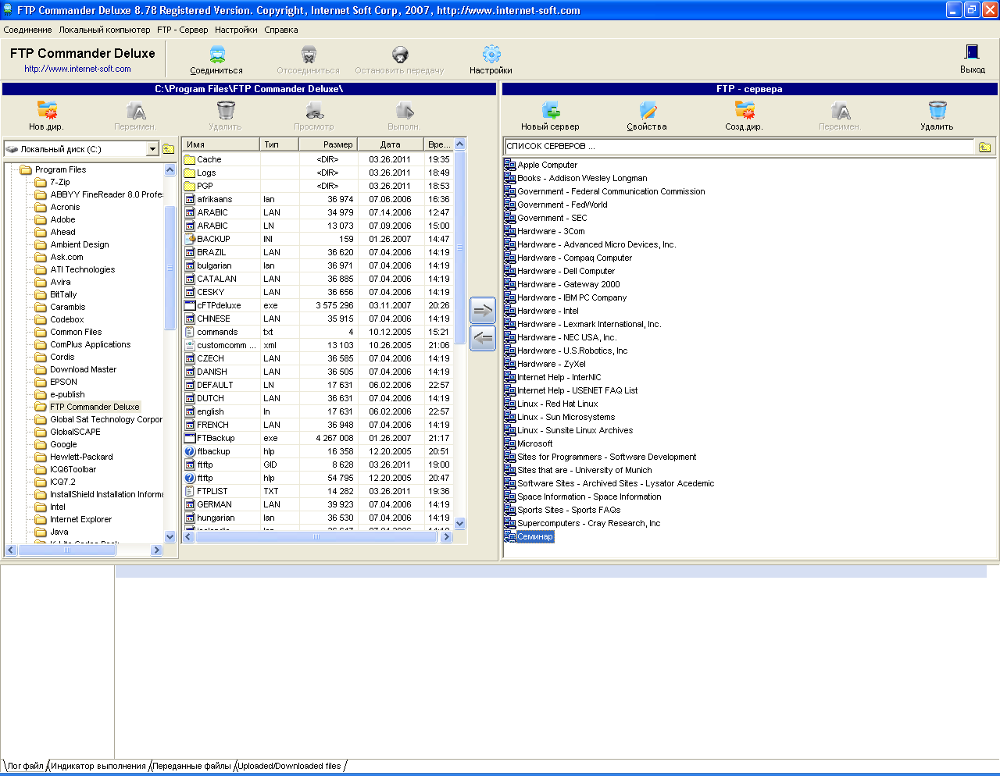 FTP Commander Deluxe 8.78 Registered Version. Copyright, Internet Soft Corp, 2007, http://www.internet-soft.com
Соединение Локальный компьютер FTP - Сервер Настройки Справка
FTP Commander Deluxe
http://www.internet-soft.com
Соединиться Отсоединиться Остановить передачу Настройки Выход
C:\Program Files\FTP Commander Deluxe\
Нов.дир. Переимен. Удалить Просмотр Выполн.
Локальный диск (C:)
Program Files
7-Zip
ABBYY FineReader 8.0 Profe:
Acronis
Adobe
Ahead
Ambient Design
Ask.com
ATI Technologies
Avira
BitTally
Carambis
Codebox
Common Files
ComPlus Applications
Cordis
Download Master
EPSON
e-publish
FTP Commander Deluxe
Global Sat Technology Corpor
GlobalSCAPE
Google
Hewlett-Packard
ICQ6Toolbar
ICQ7.2
InstallShield Installation Informa
Intel
Internet Explorer
Java
Имя Тип Размер Дата Вре...
Cache <DIR> 03.26.2011 19:35
Logs <DIR> 03.26.2011 18:49
PGP <DIR> 03.26.2011 18:53
afrikaans lan 36 974 07.06.2006 16:36
ARABIC LAN 34 979 07.14.2006 12:47
ARABIC LN 13 073 07.09.2006 15:00
BACKUP INI 159 01.26.2007 14:47
BRAZIL LAN 36 620 07.04.2006 14:19
bulgarian lan 36 971 07.04.2006 14:19
CATALAN LAN 36 885 07.04.2006 14:19
CESKY LAN 36 656 07.04.2006 14:19
cFTPdeluxe exe 3 575 296 03.11.2007 20:26
CHINESE LAN 35 915 07.04.2006 14:19
commands txt 4 10.12.2005 15:21
customcomm ... xml 13 103 10.26.2005 21:06
CZECH LAN 36 585 07.04.2006 14:19
DANISH LAN 36 505 07.04.2006 14:19
DEFAULT LN 17 631 06.02.2006 22:57
DUTCH LAN 36 631 07.04.2006 14:19
english ln 17 631 06.02.2006 22:57
FRENCH LAN 36 948 07.04.2006 14:19
FTBackup exe 4 267 008 01.26.2007 21:17
ftbackup hlp 16 358 12.20.2005 20:51
ftftp GID 8 628 03.26.2011 19:00
ftftp hlp 54 795 12.20.2005 20:47
FTPLIST TXT 14 282 03.26.2011 19:36
GERMAN LAN 39 923 07.04.2006 14:19
hungarian lan 36 530 07.04.2006 14:19
FTP - сервера
Новый сервер Свойства Созд.дир. Переимен. Удалить
СПИСОК СЕРВЕРОВ ...
Apple Computer
Books - Addison Wesley Longman
Government - Federal Communication Commission
Government - FedWorld
Government - SEC
Hardware - 3Com
Hardware - Advanced Micro Devices, Inc.
Hardware - Compaq Computer
Hardware - Dell Computer
Hardware - Gateway 2000
Hardware - IBM PC Company
Hardware - Intel
Hardware - Lexmark International, Inc.
Hardware - NEC USA, Inc.
Hardware - U.S.Robotics, Inc
Hardware - ZyXel
Internet Help - InterNIC
Internet Help - USENET FAQ List
Linux - Red Hat Linux
Linux - Sun Microsystems
Linux - Sunsite Linux Archives
Microsoft
Sites for Programmers - Software Development
Sites that are - University of Munich
Software Sites - Archived Sites - Lysator Acedemic
Space Information - Space Information
Sports Sites - Sports FAQs
Supercomputers - Cray Research, Inc
Семинар
Лог файл Индикатор выполнения Переданные файлы Uploaded/Downloaded files